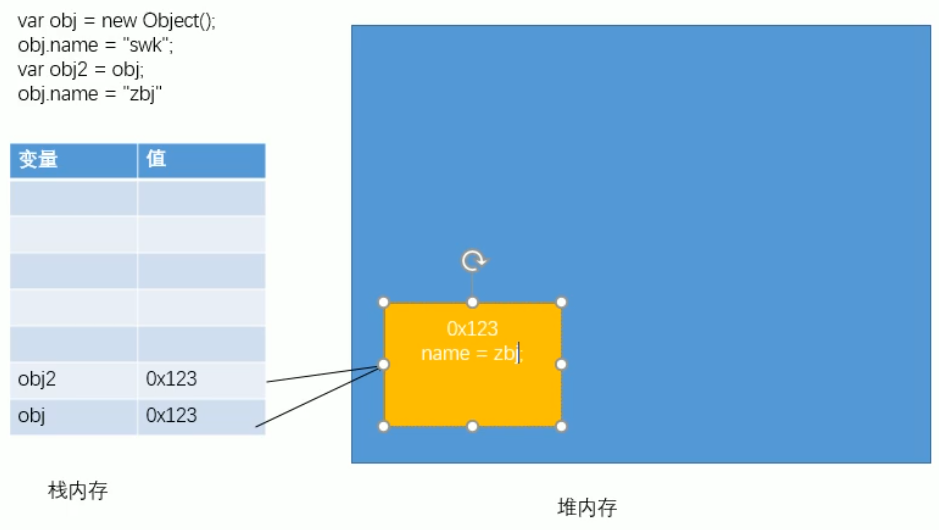 var obj = new Object();
obj.name = "swk";
var obj2 = obj;
obj.name = "zbj"
变量 值
obj2 0x123
obj 0x123
栈内存
0x123
name = zbj;
堆内存